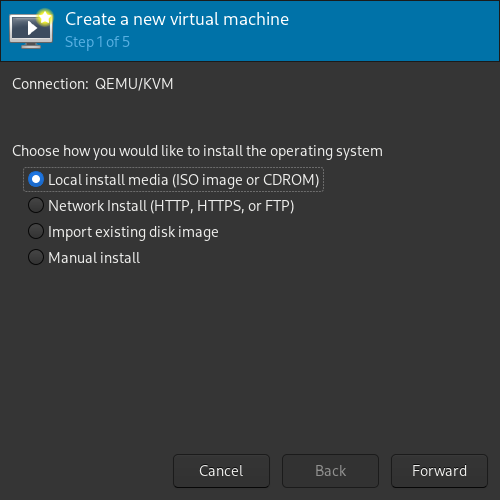 Create a new virtual machine
Step 1 of 5
Connection: QEMU/KVM
Choose how you would like to install the operating system
Local install media (ISO image or CDROM)
Network Install (HTTP, HTTPS, or FTP)
Import existing disk image
Manual install
Cancel Back Forward